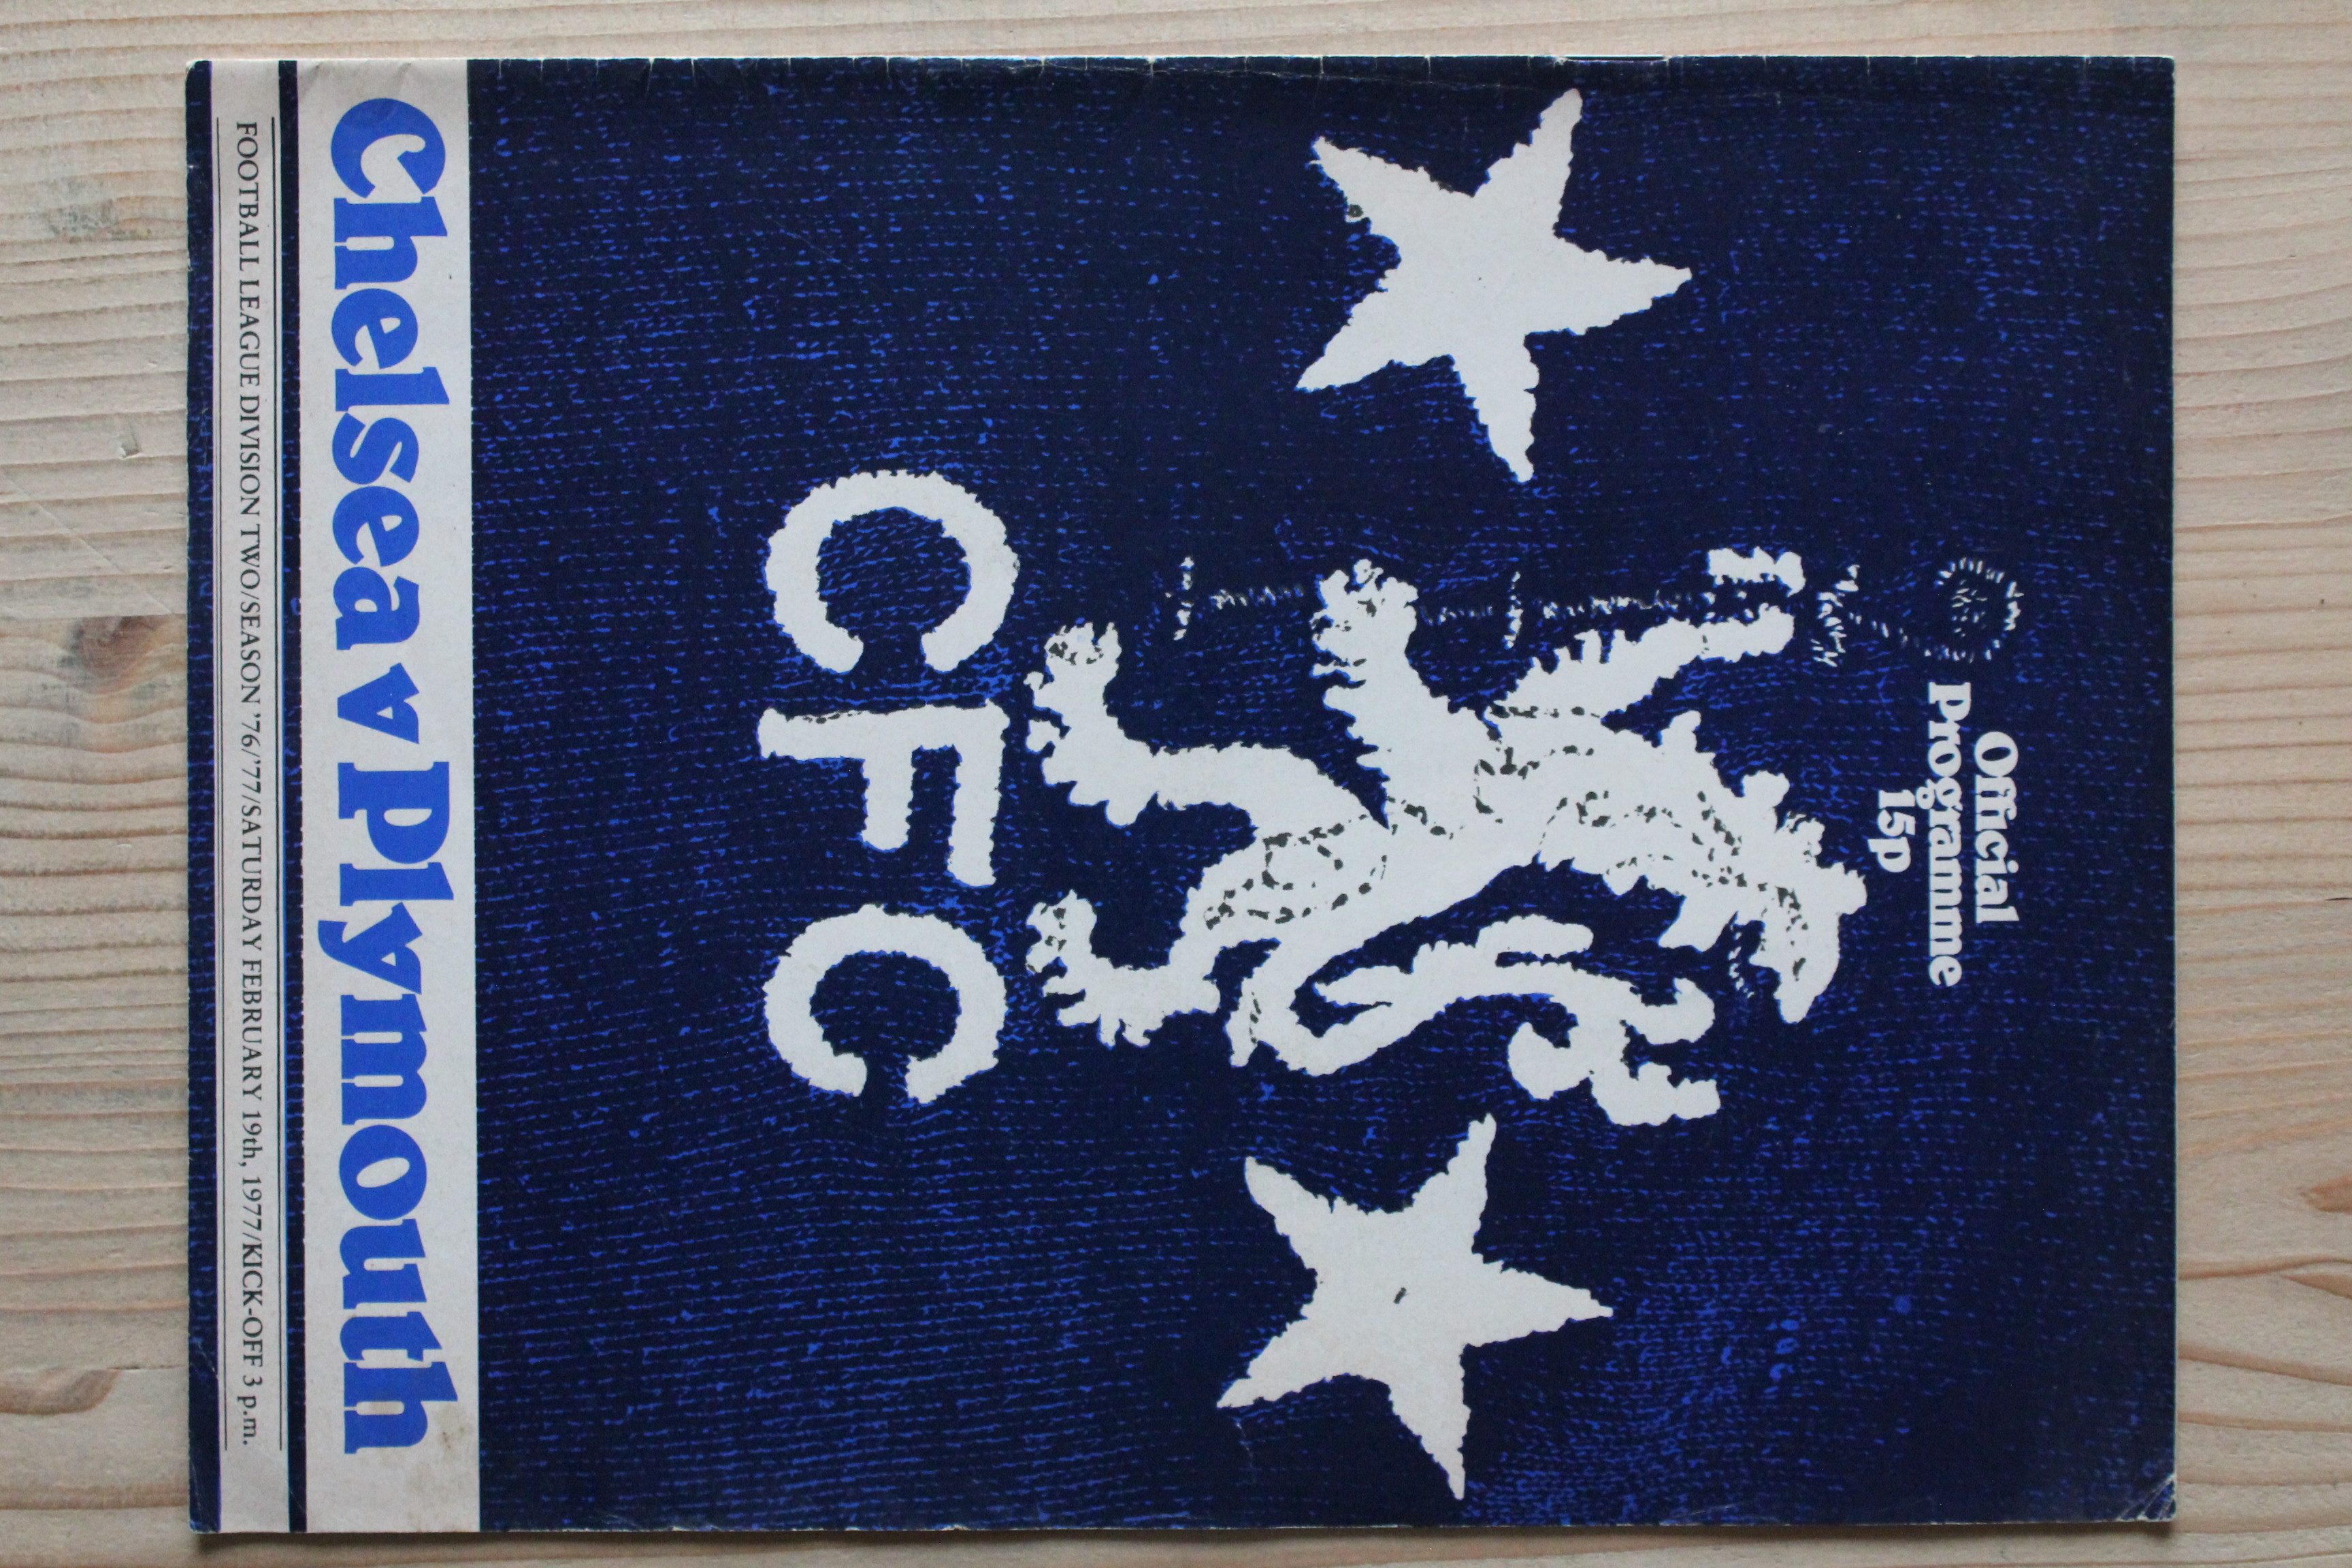 Official
Programme
15p
CFC
Chelsea v Plymouth
FOOTBALL LEAGUE DIVISION TWO/SEASON '76/'77/SATURDAY FEBRUARY 19th, 1977/KICK-OFF 3 p.m.